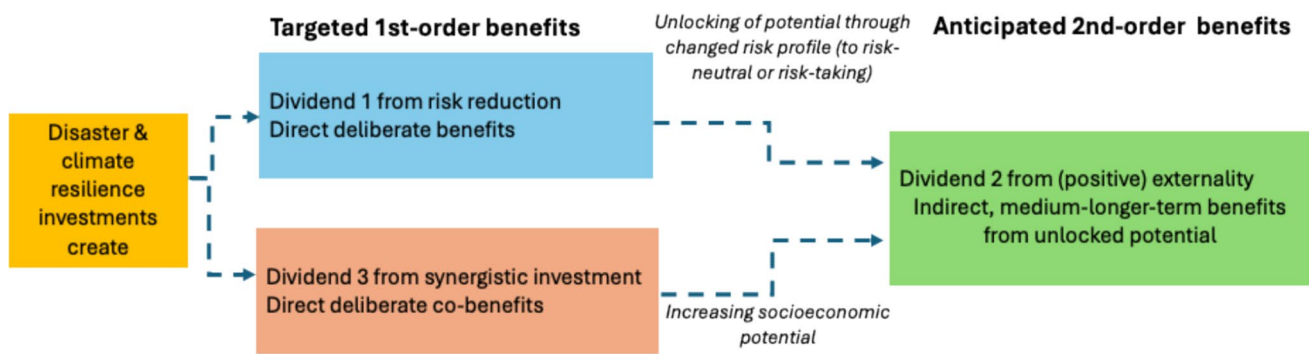 Targeted 1st-order benefits
Unlocking of potential through
changed risk profile (to risk-
neutral or risk-taking)
Anticipated 2nd-order  benefits
Disaster &
climate
resilience
investments
create
Dividend 1 from risk reduction
Direct deliberate benefits
Dividend 3 from synergistic investment
Direct deliberate co-benefits
Increasing socioeconomic
potential
Dividend 2 from (positive) externality
Indirect, medium-longer-term benefits
from unlocked potential